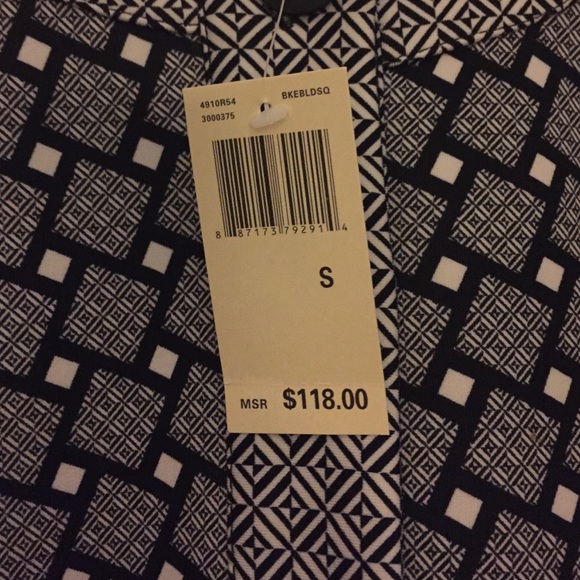 4910R54 BKEBLDSQ
3000375
8 87173 79291 4
S
MSR $118.00